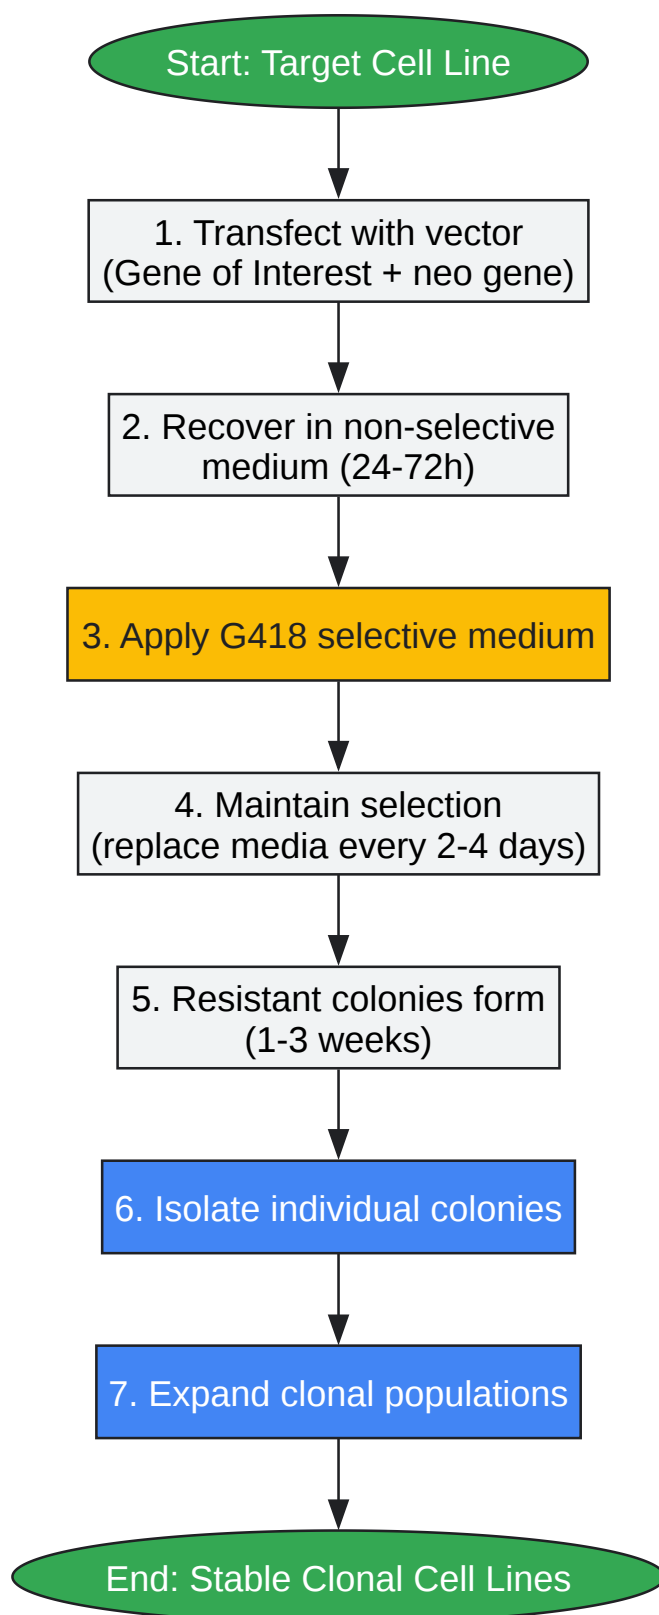 Start: Target Cell Line
1. Transfect with vector
(Gene of Interest + neo gene)
2. Recover in non-selective
medium (24-72h)
3. Apply G418 selective medium
4. Maintain selection
(replace media every 2-4 days)
5. Resistant colonies form
(1-3 weeks)
6. Isolate individual colonies
7. Expand clonal populations
End: Stable Clonal Cell Lines